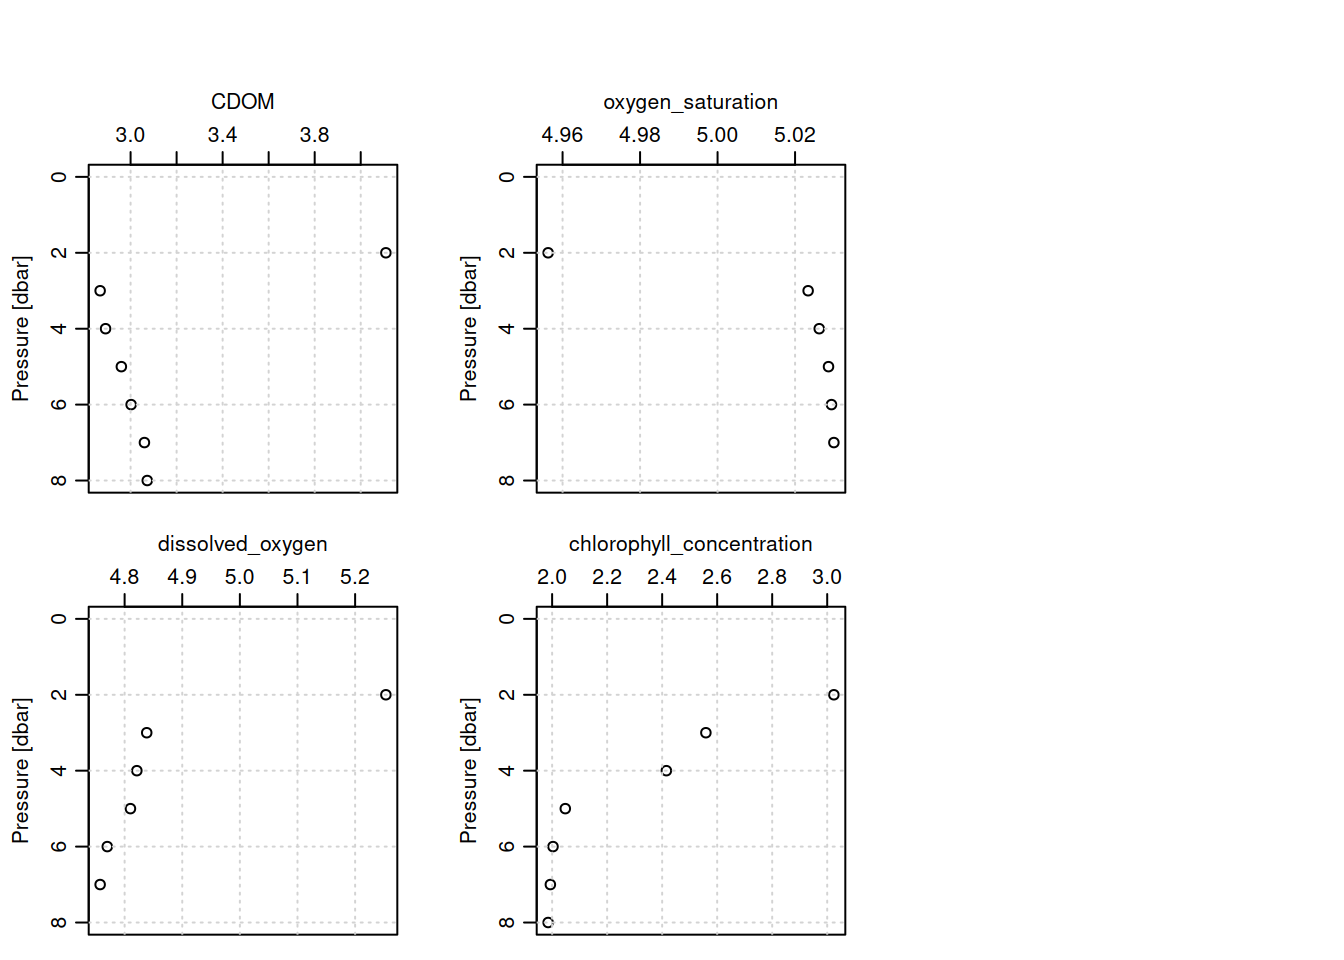 CDOM
3.0 3.4 3.8
0
2
4
6
8
Pressure [dbar]
oxygen_saturation
4.96 4.98 5.00 5.02
0
2
4
6
8
Pressure [dbar]
dissolved_oxygen
4.8 4.9 5.0 5.1 5.2
0
2
4
6
8
Pressure [dbar]
chlorophyll_concentration
2.0 2.2 2.4 2.6 2.8 3.0
0
2
4
6
8
Pressure [dbar]